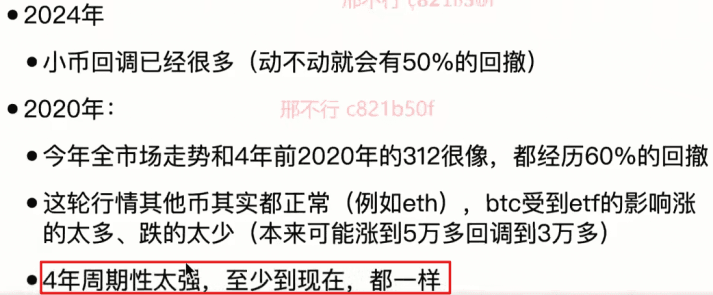 邢不行 c821b50f
• 2024年
• 小币回调已经很多（动不动就会有50%的回撤）
• 2020年：
邢不行 c821b50f
• 今年全市场走势和4年前2020年的312很像，都经历60%的回撤
• 这轮行情其他币其实都正常（例如eth），btc受到etf的影响涨
的太多、跌的太少（本来可能涨到5万多回调到3万多）
• 4年周期性太强，至少到现在，都一样